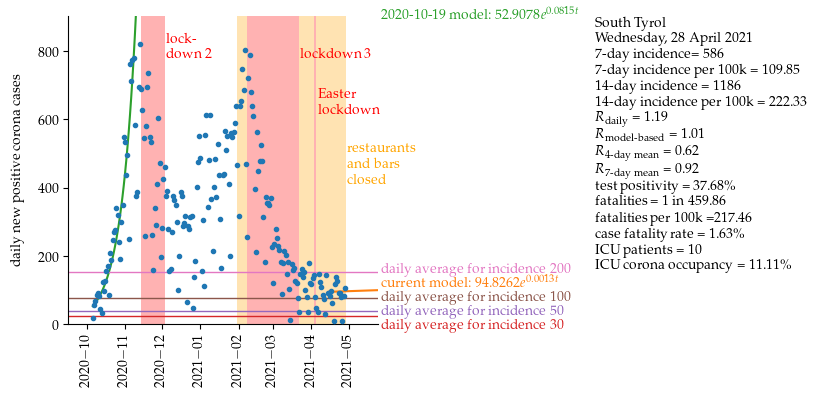 2020-10-19 model: 52.9078e^0.0815t
lock-
down 2
lockdown 3
Easter
lockdown
restaurants
and bars
closed
daily new positive corona cases
800
600
400
200
0
daily average for incidence 200
current model: 94.8262e^0.0013t
daily average for incidence 100
daily average for incidence 50
daily average for incidence 30
2020-10
2020-11
2020-12
2021-01
2021-02
2021-03
2021-04
2021-05
South Tyrol
Wednesday, 28 April 2021
7-day incidence= 586
7-day incidence per 100k = 109.85
14-day incidence = 1186
14-day incidence per 100k = 222.33
R_daily = 1.19
R_model-based = 1.01
R_4-day mean = 0.62
R_7-day mean = 0.92
test positivity = 37.68%
fatalities = 1 in 459.86
fatalities per 100k =217.46
case fatality rate = 1.63%
ICU patients = 10
ICU corona occupancy = 11.11%